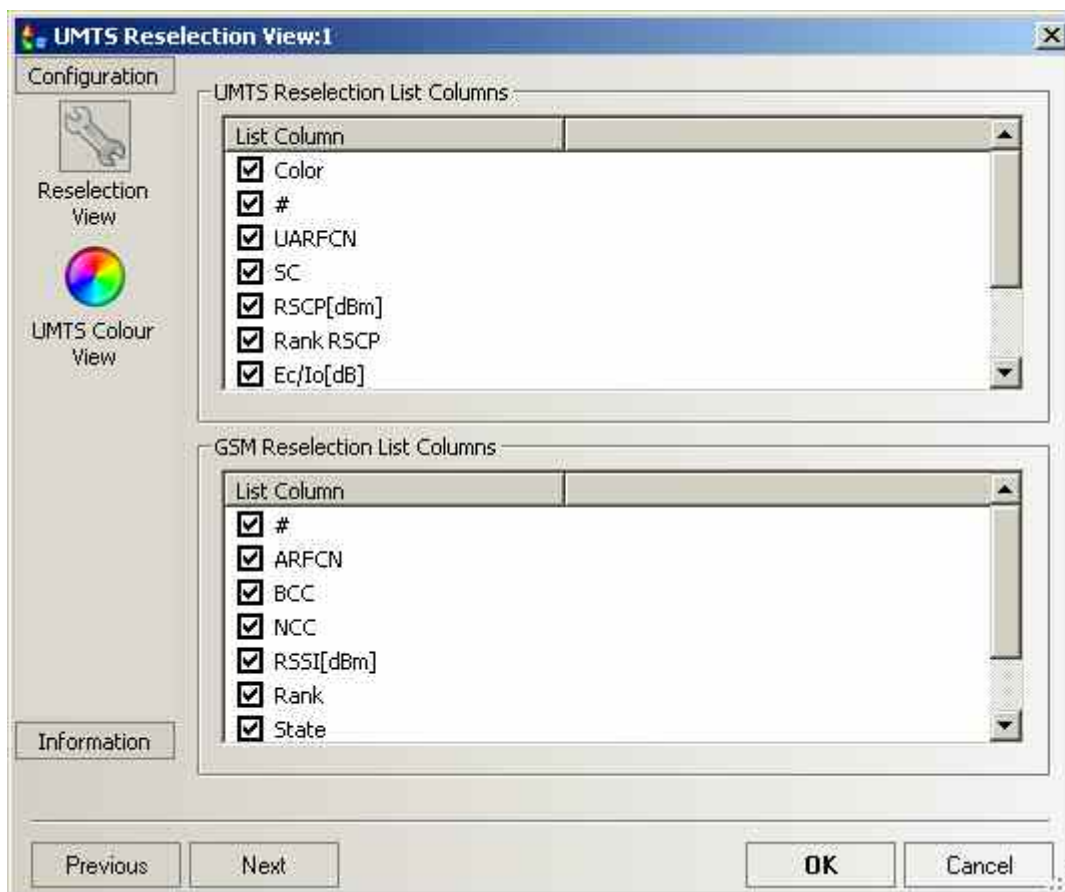 UMTS Reselection View:1
Configuration
Reselection
View
UMTS Colour
View
Information
UMTS Reselection List Columns
List Column
Color
#
UARFCN
SC
RSCP[dBm]
Rank RSCP
Ec/Io[dB]
GSM Reselection List Columns
List Column
#
ARFCN
BCC
NCC
RSSI[dBm]
Rank
State
Previous
Next
OK
Cancel